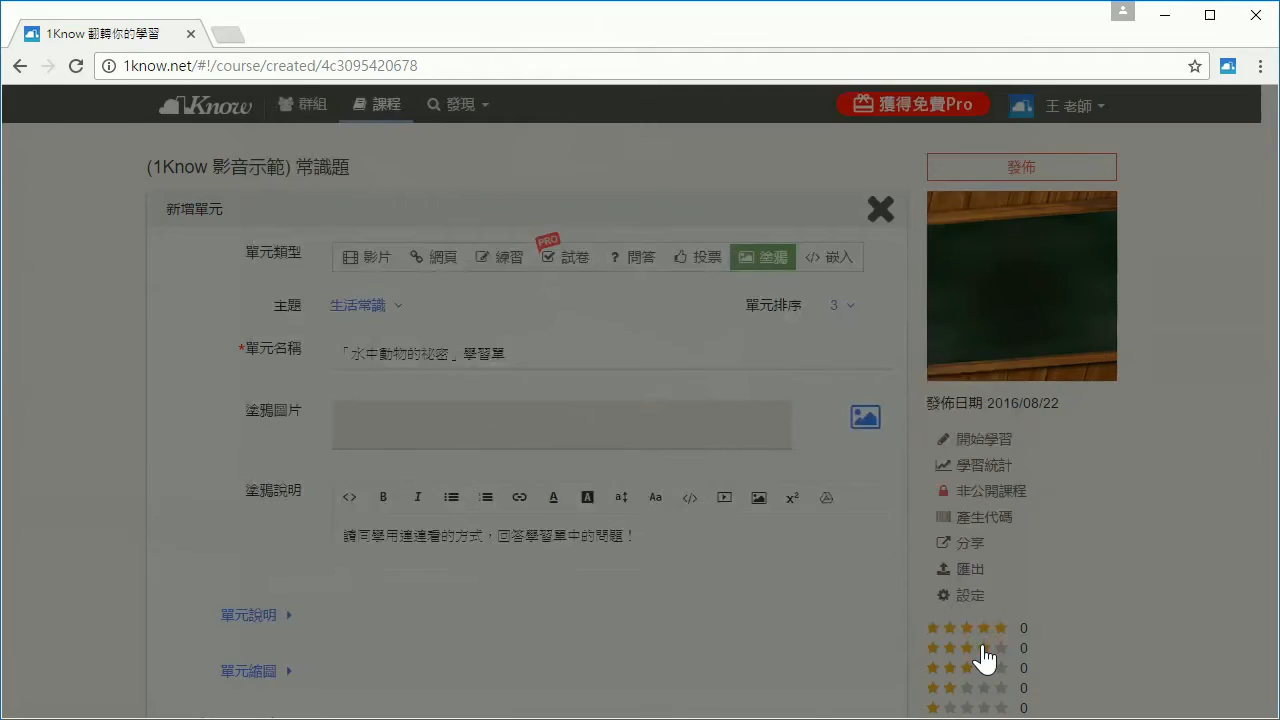 1Know 翻轉你的學習
1know.net/#!/course/created/4c3095420678
1Know 群組 課程 發現 獲得免費Pro 王 老師
(1Know 影音示範) 常識題
發佈
新增單元
單元類型 影片 網頁 練習 PRO 試卷 問答 投票 塗鴉 嵌入
主題 生活常識 單元排序 3
*單元名稱 「水中動物的祕密」學習單
塗鴉圖片
發佈日期 2016/08/22
開始學習
學習統計
非公開課程
產生代碼
分享
匯出
設定
塗鴉說明
B I A A Aa x²
請同學用連連看的方式，回答學習單中的問題！
單元說明
單元縮圖
0
0
0
0
0